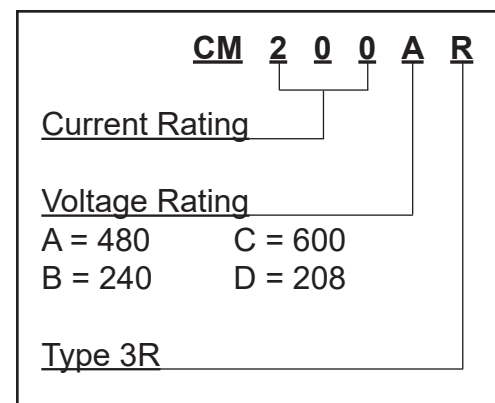 CM 2 0 0 A R
Current Rating
Voltage Rating
A = 480 C = 600
B = 240 D = 208
Type 3R